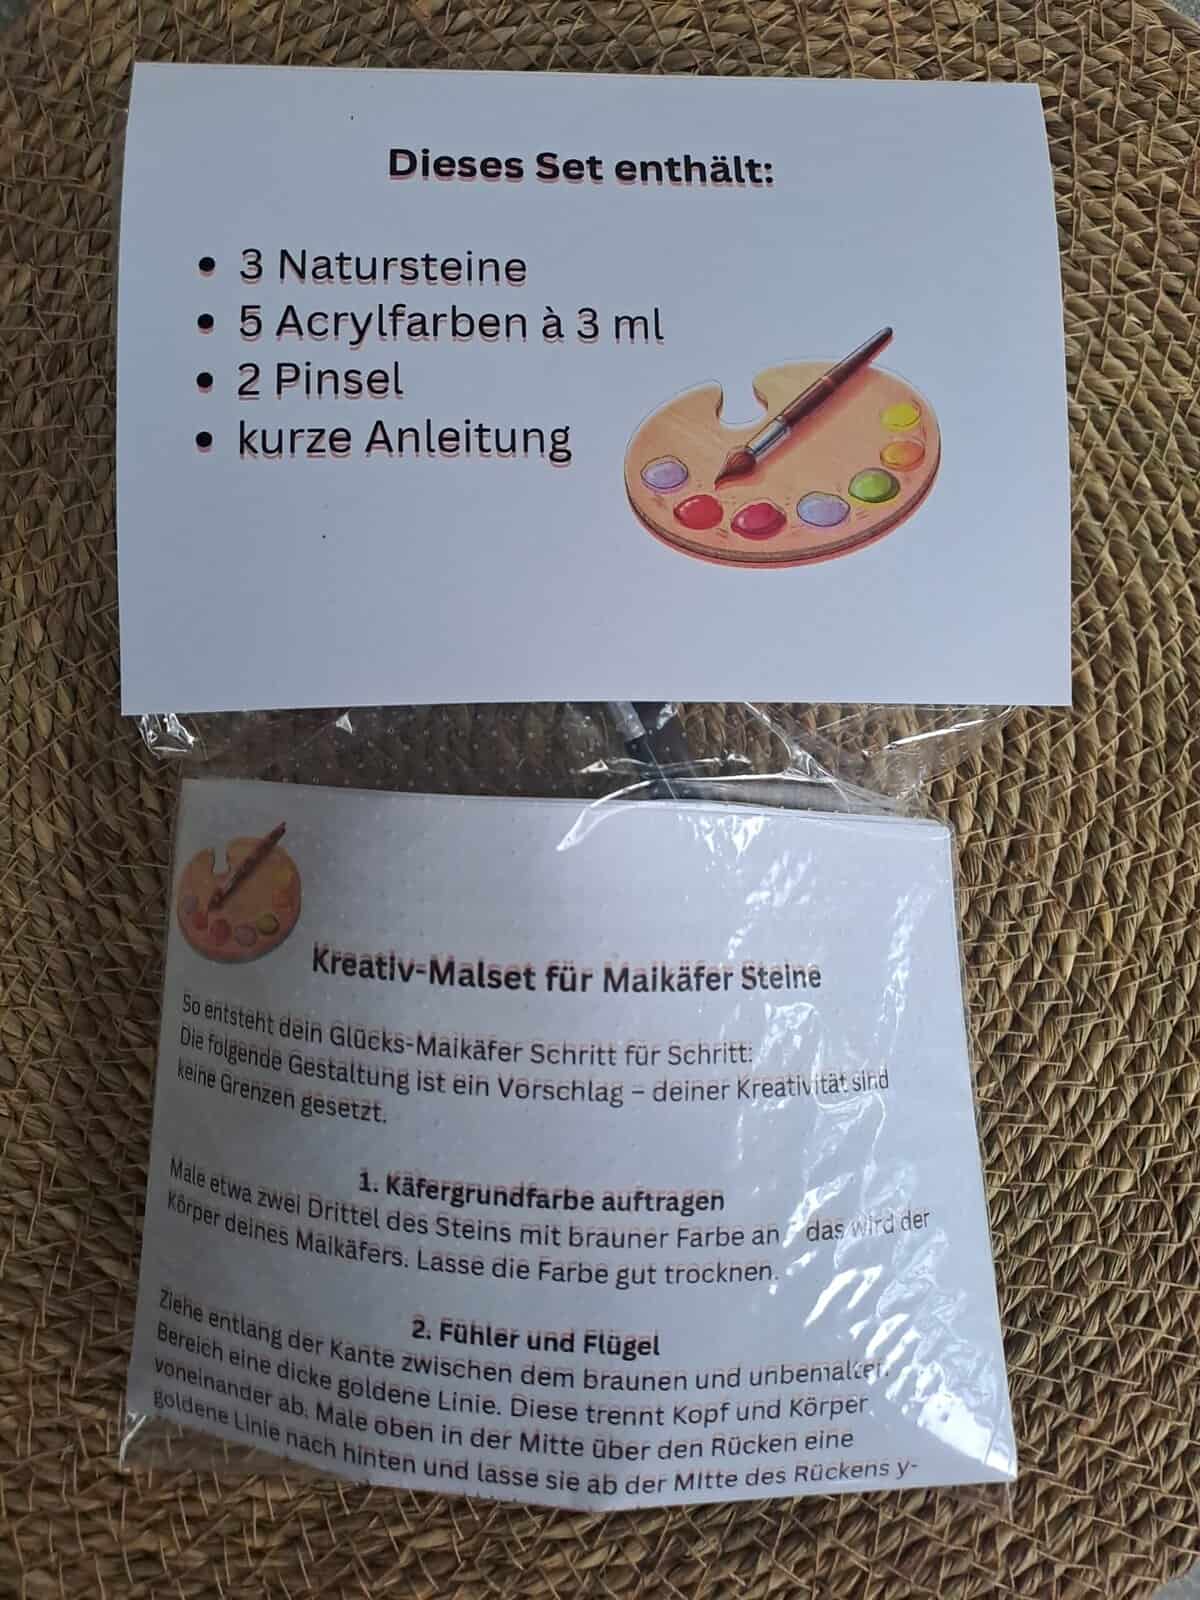 Dieses Set enthält:
• 3 Natursteine
• 5 Acrylfarben à 3 ml
• 2 Pinsel
• kurze Anleitung
Kreativ-Malset für Maikäfer Steine
So entsteht dein Glücks-Maikäfer Schritt für Schritt:
Die folgende Gestaltung ist ein Vorschlag – deiner Kreativität sind
keine Grenzen gesetzt.
1. Käfergrundfarbe auftragen
Male etwa zwei Drittel des Steins mit brauner Farbe an – das wird der
Körper deines Maikäfers. Lasse die Farbe gut trocknen.
2. Fühler und Flügel
Ziehe entlang der Kante zwischen dem braunen und unbemalten
Bereich eine dicke goldene Linie. Diese trennt Kopf und Körper
voneinander ab. Male oben in der Mitte über den Rücken eine
goldene Linie nach hinten und lasse sie ab der MItte des Rückens y-